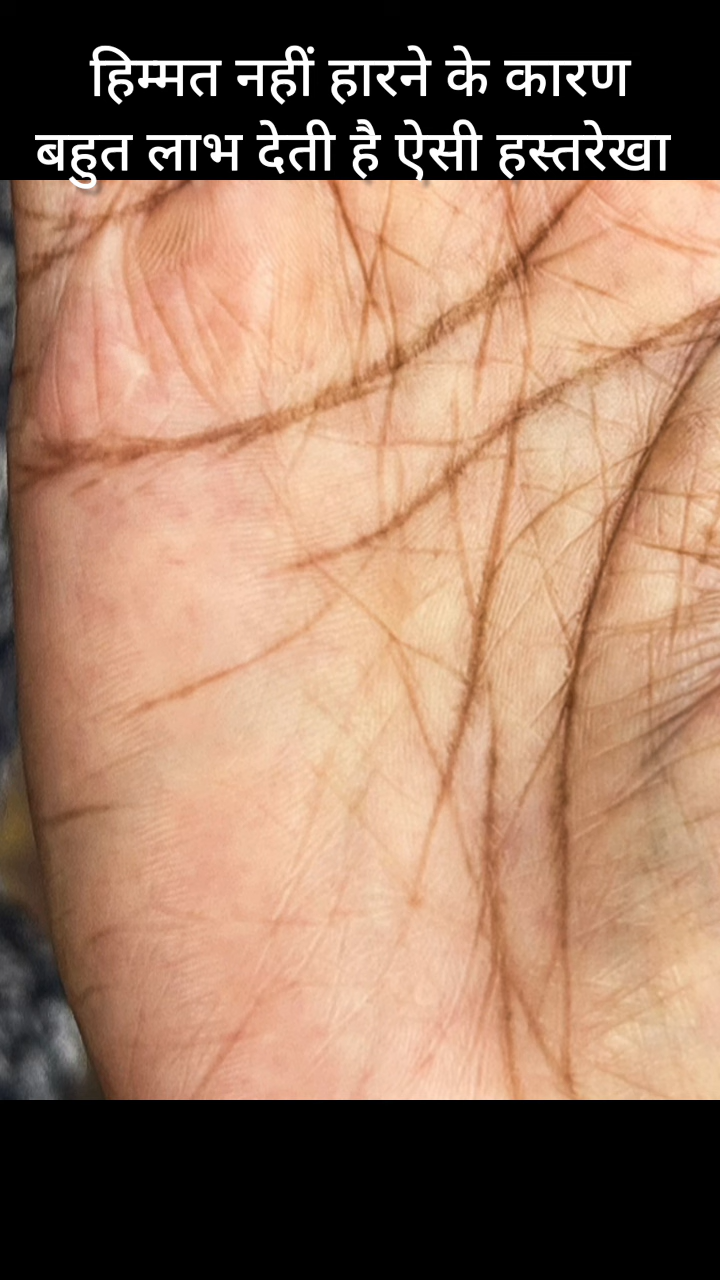 हिम्मत नहीं हारने के कारण
बहुत लाभ देती है ऐसी हस्तरेखा